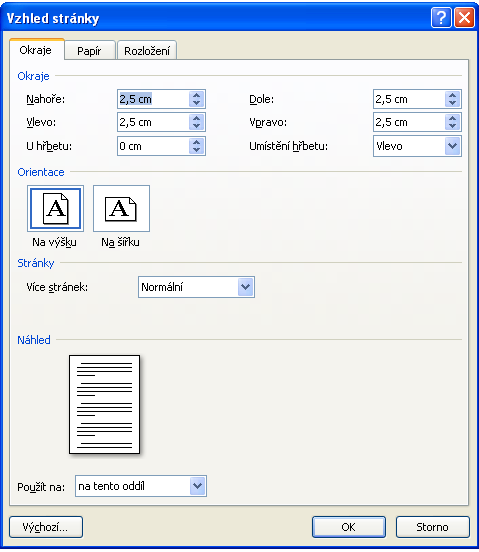 Vzhled stránky
Okraje Papír Rozložení
Okraje
Nahoře: 2,5 cm Dole: 2,5 cm
Vlevo: 2,5 cm Vpravo: 2,5 cm
U hřbetu: 0 cm Umístění hřbetu: Vlevo
Orientace
A A
Na výšku Na šířku
Stránky
Více stránek: Normální
Náhled
Použít na: na tento oddíl
Výchozí... OK Storno